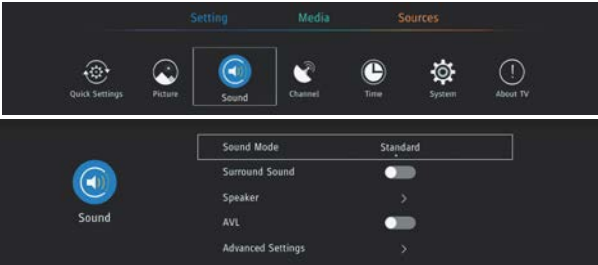 Setting Media Sources
Quick Settings Picture Sound Channel Time System About TV
Sound Mode Standard
Surround Sound
Speaker
Sound
AVL
Advanced Settings